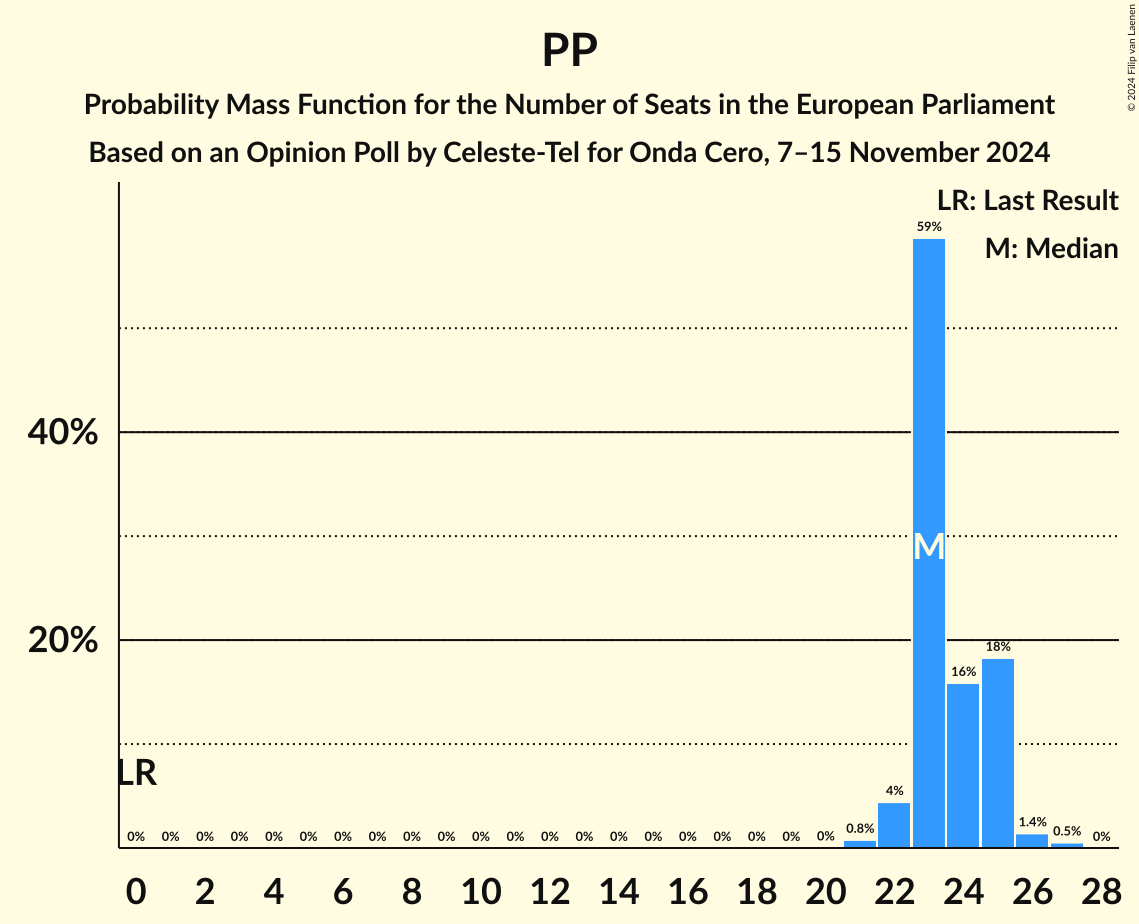 PP
Probability Mass Function for the Number of Seats in the European Parliament
Based on an Opinion Poll by Celeste-Tel for Onda Cero, 7–15 November 2024
© 2024 Filip van Laenen
LR: Last Result
M: Median
59%
40%
M
20%
18%
16%
LR
4%
0% 0% 0% 0% 0% 0% 0% 0% 0% 0% 0% 0% 0% 0% 0% 0% 0% 0% 0% 0% 0% 0.8% 1.4% 0.5% 0%
0 2 4 6 8 10 12 14 16 18 20 22 24 26 28